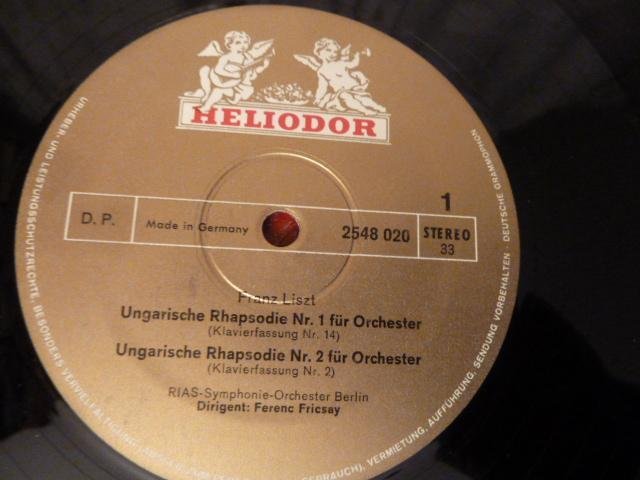 HELIODOR
1
D. P.
Made in Germany
2548 020
STEREO
33
Franz Liszt
Ungarische Rhapsodie Nr. 1 für Orchester
(Klavierfassung Nr. 14)
Ungarische Rhapsodie Nr. 2 für Orchester
(Klavierfassung Nr. 2)
RIAS-Symphonie-Orchester Berlin
Dirigent: Ferenc Fricsay
URHEBER- UND LEISTUNGSSCHUTZRECHTE, BESONDERS VERVIELFÄLTIGUNG
GEBRAUCH), VERMIETUNG, AUFFÜHRUNG, SENDUNG VORBEHALTEN · DEUTSCHE GRAMMOPHON